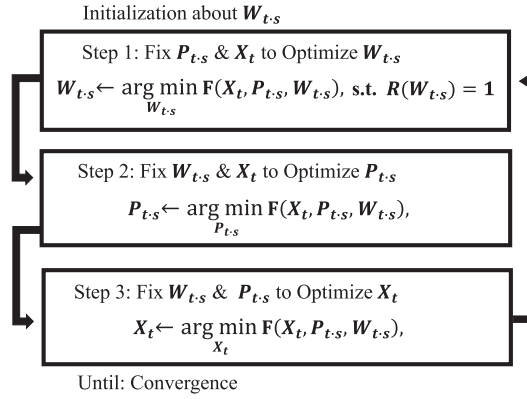 Initialization about W_{t·s}
Step 1: Fix P_{t·s} & X_t to Optimize W_{t·s}
W_{t·s} ← arg min F(X_t, P_{t·s}, W_{t·s}), s.t. R(W_{t·s}) = 1
W_{t·s}
Step 2: Fix W_{t·s} & X_t to Optimize P_{t·s}
P_{t·s} ← arg min F(X_t, P_{t·s}, W_{t·s}),
P_{t·s}
Step 3: Fix W_{t·s} & P_{t·s} to Optimize X_t
X_t ← arg min F(X_t, P_{t·s}, W_{t·s}),
X_t
Until: Convergence